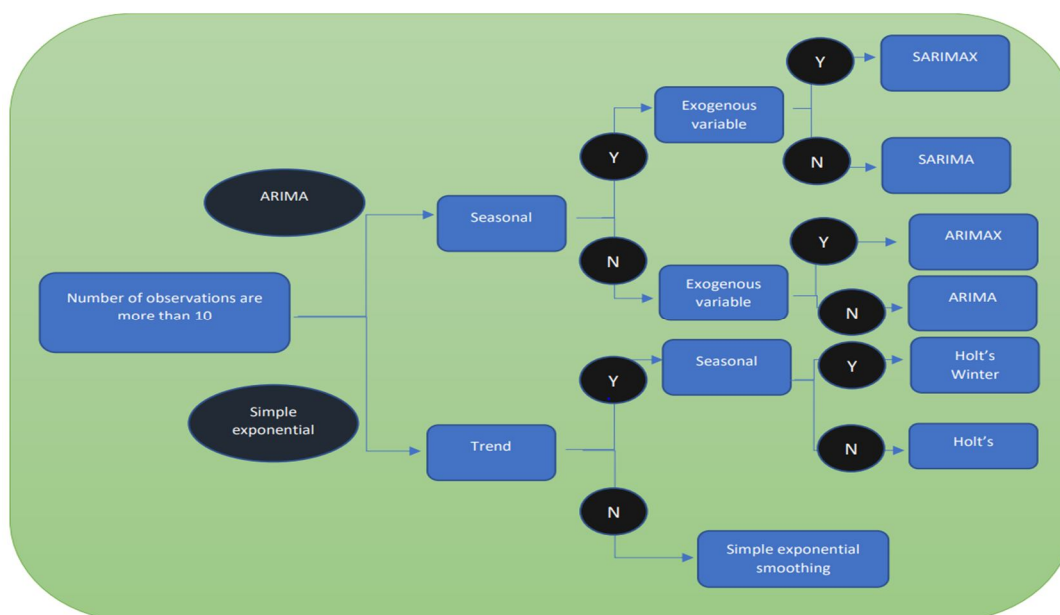 Y
SARIMAX
Exogenous
variable
Y
N
SARIMA
ARIMA
Seasonal
Y
ARIMAX
N
Exogenous
variable
N
ARIMA
Number of observations are
more than 10
Seasonal
Y
Holt's
Winter
Y
Simple
exponential
Trend
N
Holt's
N
Simple exponential
smoothing